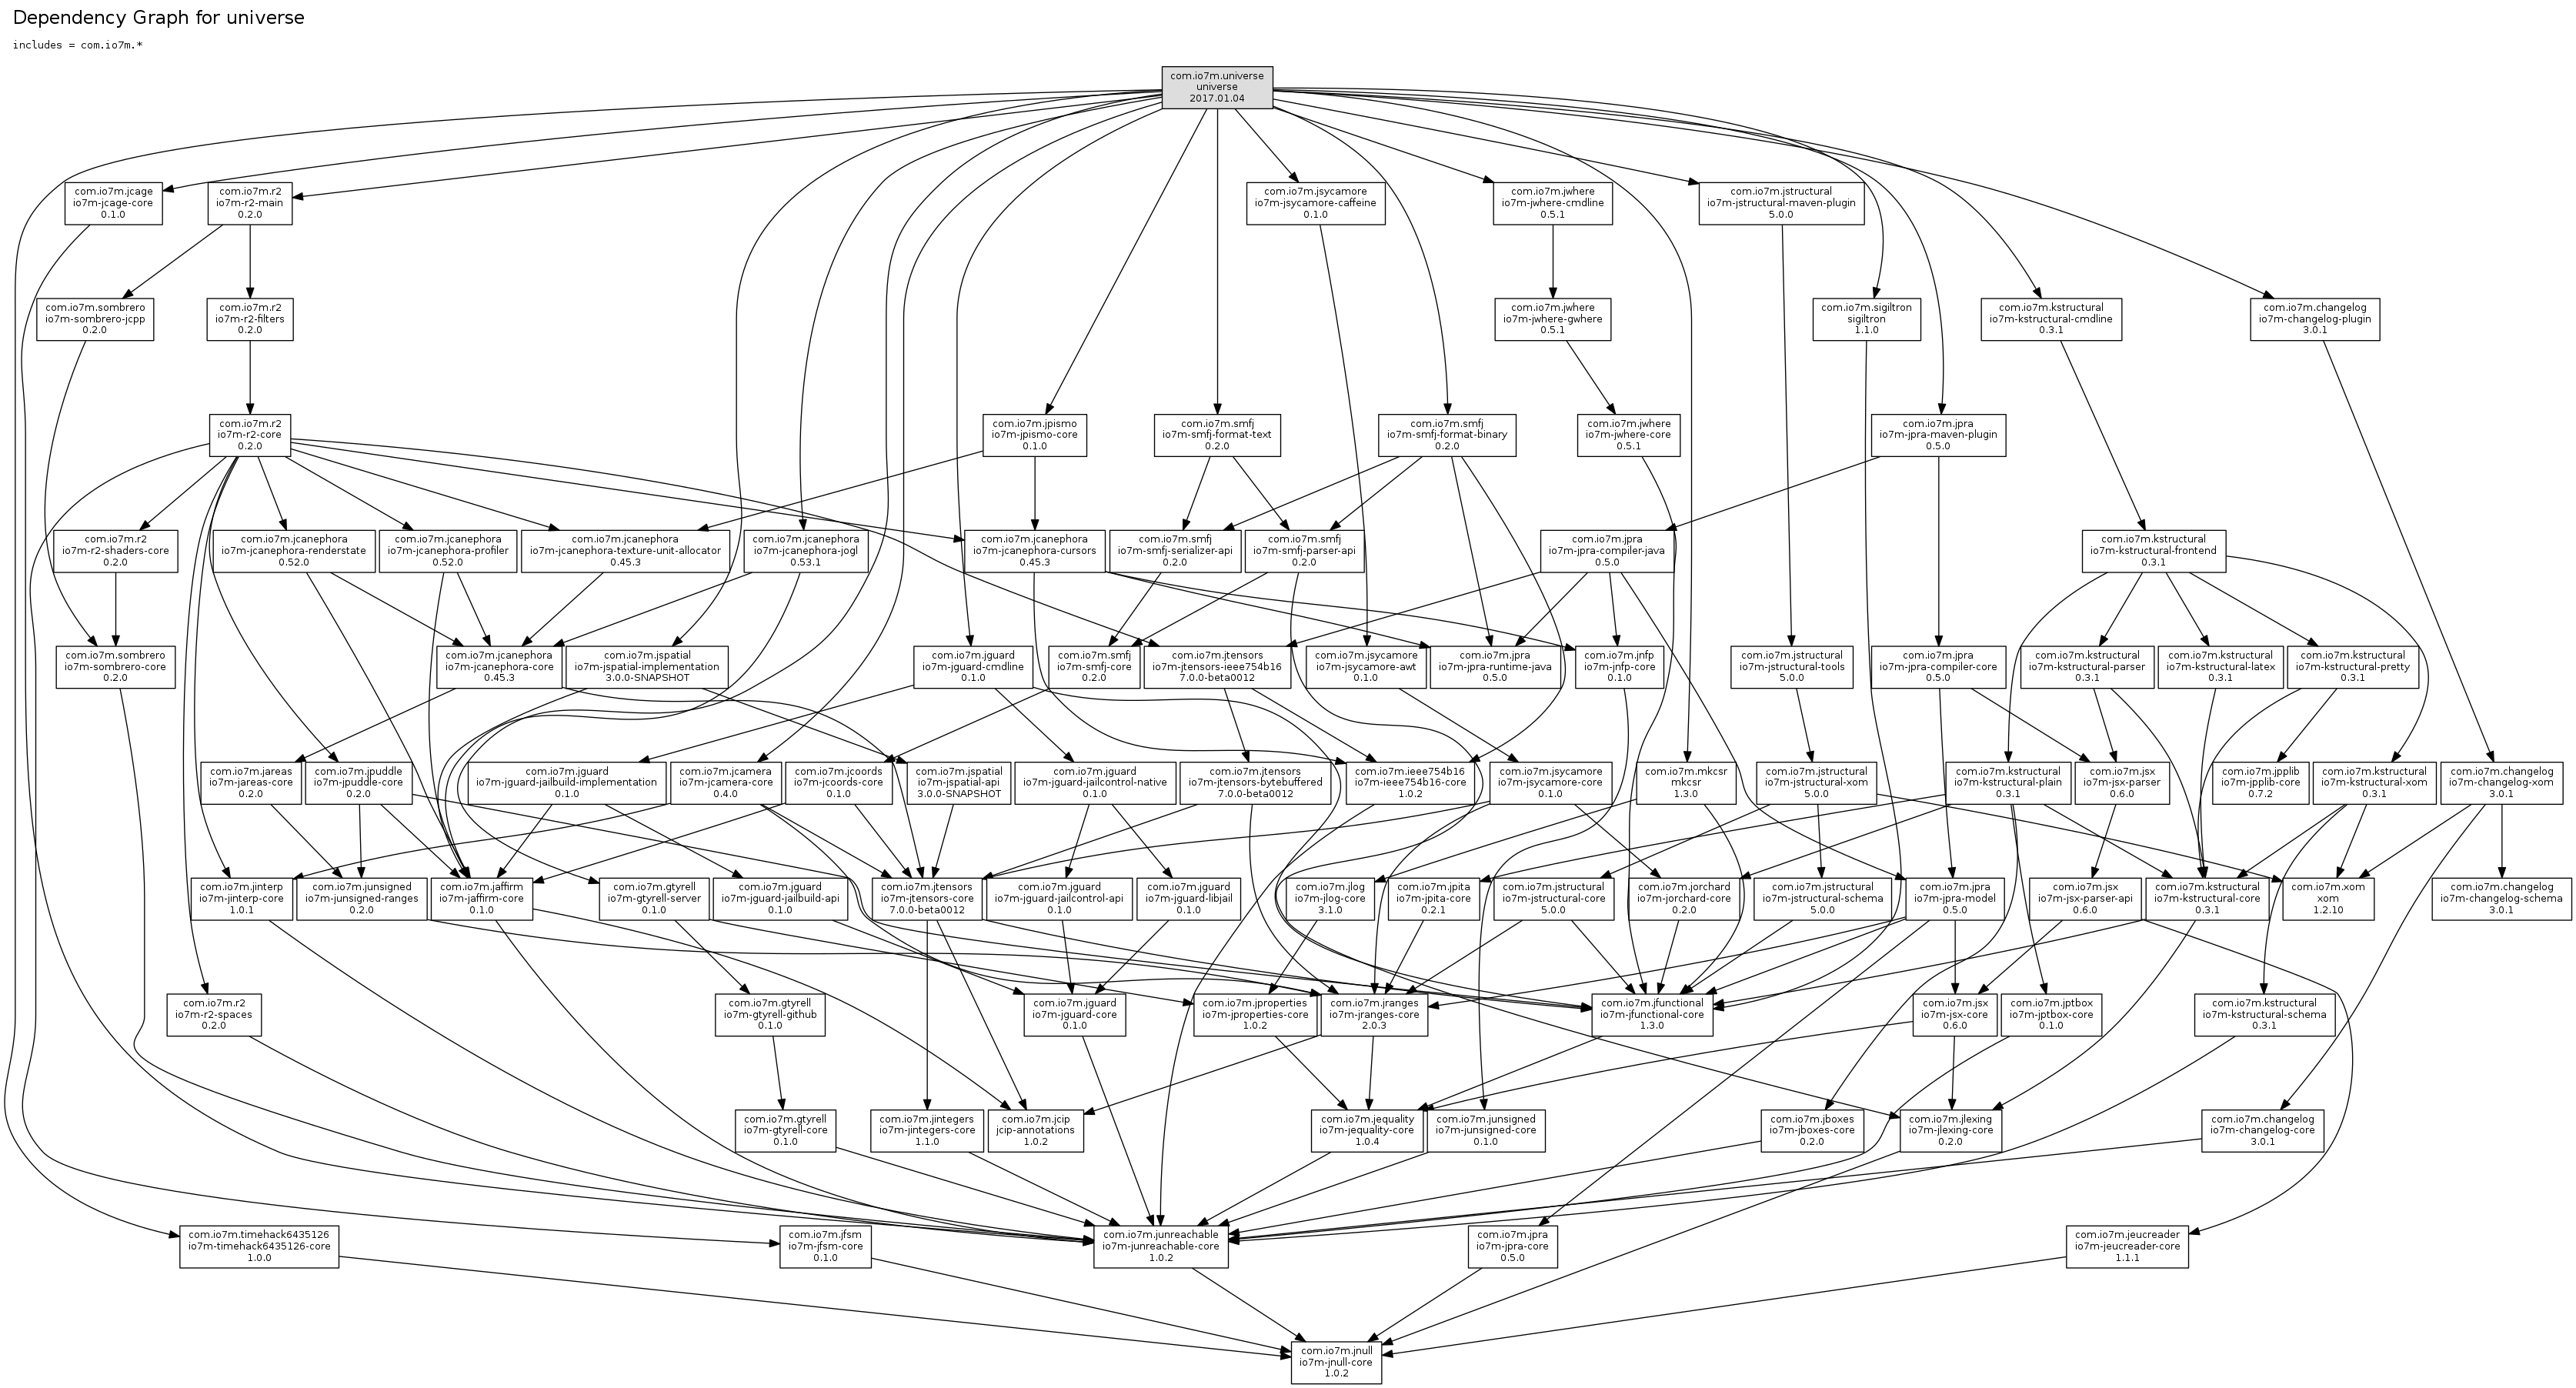 Dependency Graph for universe
includes = com.io7m.*
com.io7m.universe
universe
2017.01.04
com.io7m.jcage
io7m-jcage-core
0.1.0
com.io7m.r2
io7m-r2-main
0.2.0
com.io7m.jsycamore
io7m-jsycamore-caffeine
0.1.0
com.io7m.jwhere
io7m-jwhere-cmdline
0.5.1
com.io7m.jstructural
io7m-jstructural-maven-plugin
5.0.0
com.io7m.sombrero
io7m-sombrero-jcpp
0.2.0
com.io7m.r2
io7m-r2-filters
0.2.0
com.io7m.jwhere
io7m-jwhere-gwhere
0.5.1
com.io7m.sigiltron
sigiltron
1.1.0
com.io7m.kstructural
io7m-kstructural-cmdline
0.3.1
com.io7m.changelog
io7m-changelog-plugin
3.0.1
com.io7m.r2
io7m-r2-core
0.2.0
com.io7m.jpismo
io7m-jpismo-core
0.1.0
com.io7m.smfj
io7m-smfj-format-text
0.2.0
com.io7m.smfj
io7m-smfj-format-binary
0.2.0
com.io7m.jwhere
io7m-jwhere-core
0.5.1
com.io7m.jpra
io7m-jpra-maven-plugin
0.5.0
com.io7m.r2
io7m-r2-shaders-core
0.2.0
com.io7m.jcanephora
io7m-jcanephora-renderstate
0.52.0
com.io7m.jcanephora
io7m-jcanephora-profiler
0.52.0
com.io7m.jcanephora
io7m-jcanephora-texture-unit-allocator
0.45.3
com.io7m.jcanephora
io7m-jcanephora-jogl
0.53.1
com.io7m.jcanephora
io7m-jcanephora-cursors
0.45.3
com.io7m.smfj
io7m-smfj-serializer-api
0.2.0
com.io7m.smfj
io7m-smfj-parser-api
0.2.0
com.io7m.jpra
io7m-jpra-compiler-java
0.5.0
com.io7m.kstructural
io7m-kstructural-frontend
0.3.1
com.io7m.sombrero
io7m-sombrero-core
0.2.0
com.io7m.jcanephora
io7m-jcanephora-core
0.45.3
com.io7m.jspatial
io7m-jspatial-implementation
3.0.0-SNAPSHOT
com.io7m.jguard
io7m-jguard-cmdline
0.1.0
com.io7m.smfj
io7m-smfj-core
0.2.0
com.io7m.jtensors
io7m-jtensors-ieee754b16
7.0.0-beta0012
com.io7m.jsycamore
io7m-jsycamore-awt
0.1.0
com.io7m.jpra
io7m-jpra-runtime-java
0.5.0
com.io7m.jnfp
io7m-jnfp-core
0.1.0
com.io7m.jstructural
io7m-jstructural-tools
5.0.0
com.io7m.jpra
io7m-jpra-compiler-core
0.5.0
com.io7m.kstructural
io7m-kstructural-parser
0.3.1
com.io7m.kstructural
io7m-kstructural-latex
0.3.1
com.io7m.kstructural
io7m-kstructural-pretty
0.3.1
com.io7m.jareas
io7m-jareas-core
0.2.0
com.io7m.jpuddle
io7m-jpuddle-core
0.2.0
com.io7m.jguard
io7m-jguard-jailbuild-implementation
0.1.0
com.io7m.jcamera
io7m-jcamera-core
0.4.0
com.io7m.jcoords
io7m-jcoords-core
0.1.0
com.io7m.jspatial
io7m-jspatial-api
3.0.0-SNAPSHOT
com.io7m.jguard
io7m-jguard-jailcontrol-native
0.1.0
com.io7m.jtensors
io7m-jtensors-bytebuffered
7.0.0-beta0012
com.io7m.ieee754b16
io7m-ieee754b16-core
1.0.2
com.io7m.jsycamore
io7m-jsycamore-core
0.1.0
com.io7m.mkcsr
mkcsr
1.3.0
com.io7m.jstructural
io7m-jstructural-xom
5.0.0
com.io7m.kstructural
io7m-kstructural-plain
0.3.1
com.io7m.jsx
io7m-jsx-parser
0.6.0
com.io7m.jpplib
io7m-jpplib-core
0.7.2
com.io7m.kstructural
io7m-kstructural-xom
0.3.1
com.io7m.changelog
io7m-changelog-xom
3.0.1
com.io7m.jinterp
io7m-jinterp-core
1.0.1
com.io7m.junsigned
io7m-junsigned-ranges
0.2.0
com.io7m.jaffirm
io7m-jaffirm-core
0.1.0
com.io7m.gtyrell
io7m-gtyrell-server
0.1.0
com.io7m.jguard
io7m-jguard-jailbuild-api
0.1.0
com.io7m.jtensors
io7m-jtensors-core
7.0.0-beta0012
com.io7m.jguard
io7m-jguard-jailcontrol-api
0.1.0
com.io7m.jguard
io7m-jguard-libjail
0.1.0
com.io7m.jlog
io7m-jlog-core
3.1.0
com.io7m.jpita
io7m-jpita-core
0.2.1
com.io7m.jstructural
io7m-jstructural-core
5.0.0
com.io7m.jorchard
io7m-jorchard-core
0.2.0
com.io7m.jstructural
io7m-jstructural-schema
5.0.0
com.io7m.jpra
io7m-jpra-model
0.5.0
com.io7m.jsx
io7m-jsx-parser-api
0.6.0
com.io7m.kstructural
io7m-kstructural-core
0.3.1
com.io7m.xom
xom
1.2.10
com.io7m.changelog
io7m-changelog-schema
3.0.1
com.io7m.r2
io7m-r2-spaces
0.2.0
com.io7m.gtyrell
io7m-gtyrell-github
0.1.0
com.io7m.jguard
io7m-jguard-core
0.1.0
com.io7m.jproperties
io7m-jproperties-core
1.0.2
com.io7m.jranges
io7m-jranges-core
2.0.3
com.io7m.jfunctional
io7m-jfunctional-core
1.3.0
com.io7m.jsx
io7m-jsx-core
0.6.0
com.io7m.jptbox
io7m-jptbox-core
0.1.0
com.io7m.kstructural
io7m-kstructural-schema
0.3.1
com.io7m.gtyrell
io7m-gtyrell-core
0.1.0
com.io7m.jintegers
io7m-jintegers-core
1.1.0
com.io7m.jcip
jcip-annotations
1.0.2
com.io7m.jequality
io7m-jequality-core
1.0.4
com.io7m.junsigned
io7m-junsigned-core
0.1.0
com.io7m.jboxes
io7m-jboxes-core
0.2.0
com.io7m.jlexing
io7m-jlexing-core
0.2.0
com.io7m.changelog
io7m-changelog-core
3.0.1
com.io7m.timehack6435126
io7m-timehack6435126-core
1.0.0
com.io7m.jfsm
io7m-jfsm-core
0.1.0
com.io7m.junreachable
io7m-junreachable-core
1.0.2
com.io7m.jpra
io7m-jpra-core
0.5.0
com.io7m.jeucreader
io7m-jeucreader-core
1.1.1
com.io7m.jnull
io7m-jnull-core
1.0.2